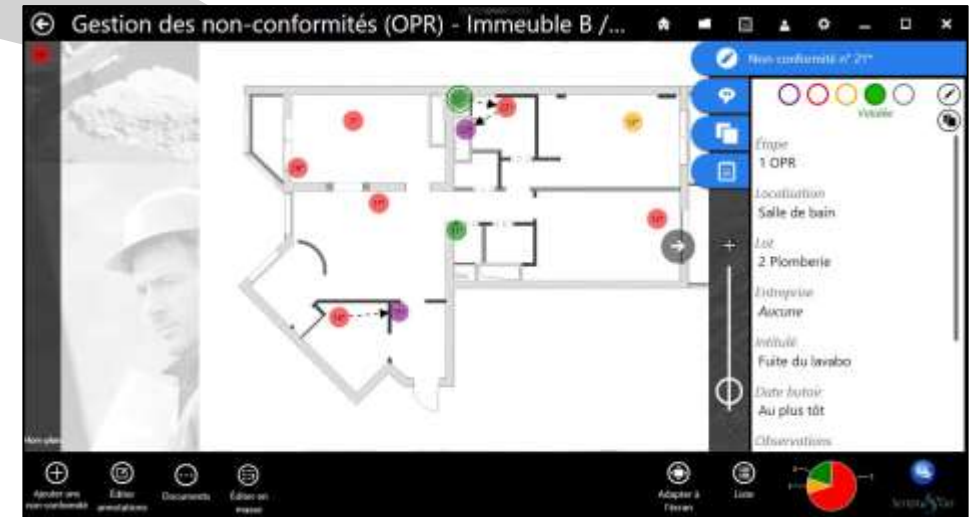 Gestion des non-conformités (OPR) - Immeuble B /...
Non-conformité n° 21*
Validée
Étape
1 OPR
Localisation
Salle de bain
Lot
2 Plomberie
Entreprise
Aucune
Intitulé
Fuite du lavabo
Date butoir
Au plus tôt
Observations
Hors plan
Ajouter une
non-conformité
Éditer
annotations
Documents
Éditer en
masse
Adapter à
l'écran
Liste